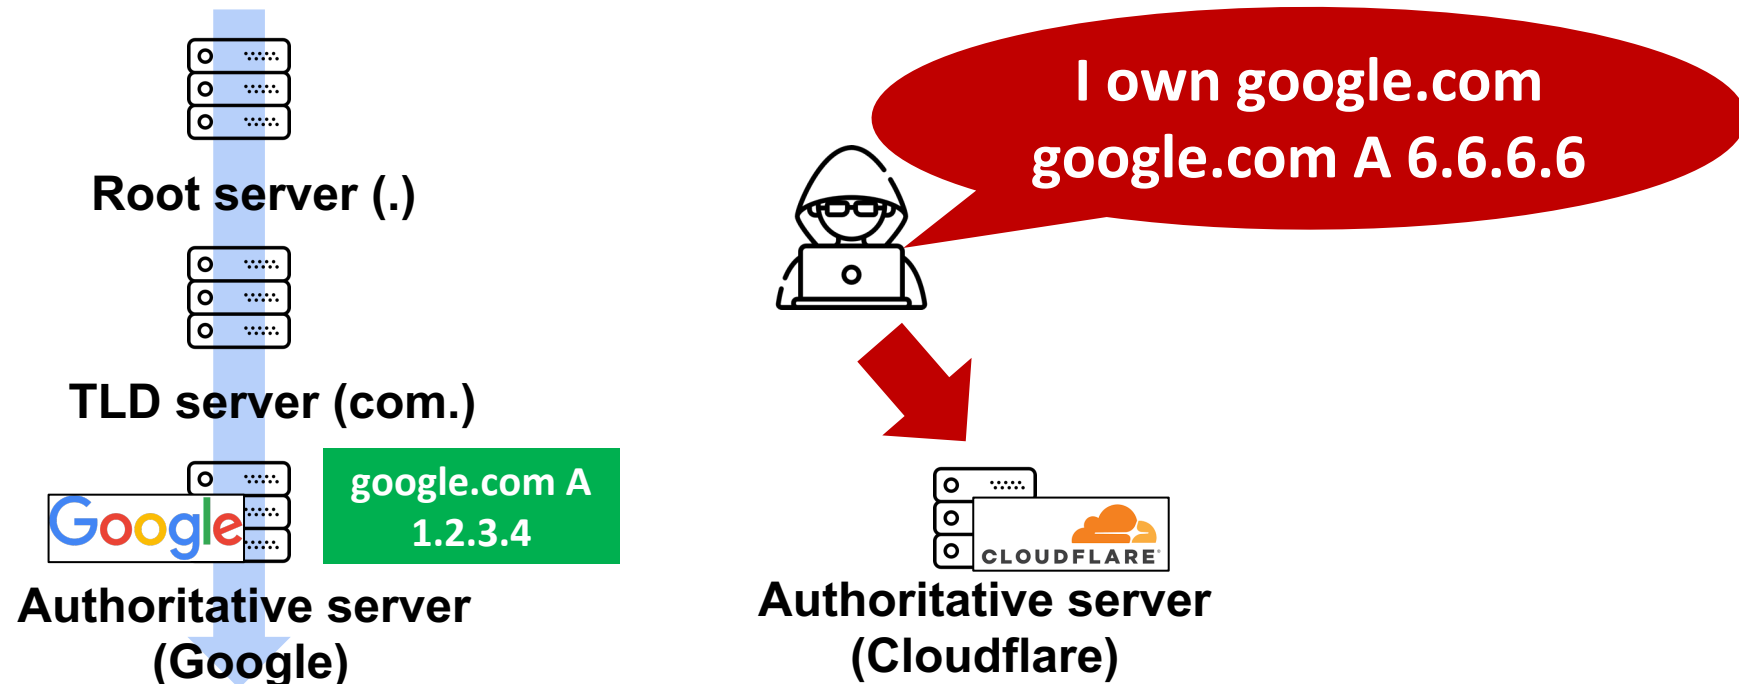 Root server (.)
TLD server (com.)
Google
google.com A
1.2.3.4
Authoritative server
(Google)
I own google.com
google.com A 6.6.6.6
CLOUDFLARE
Authoritative server
(Cloudflare)